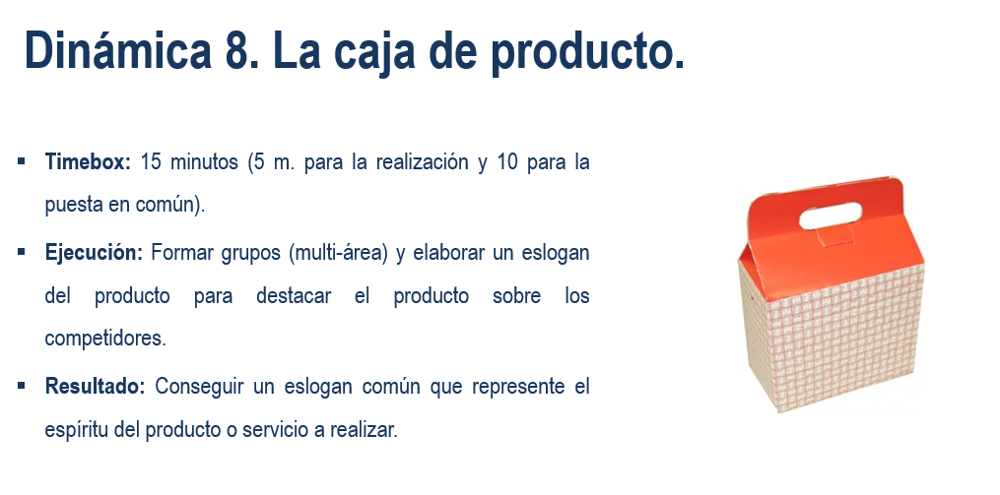 Dinámica 8. La caja de producto.
▪ Timebox: 15 minutos (5 m. para la realización y 10 para la
puesta en común).
▪ Ejecución: Formar grupos (multi-área) y elaborar un eslogan
del producto para destacar el producto sobre los
competidores.
▪ Resultado: Conseguir un eslogan común que represente el
espíritu del producto o servicio a realizar.